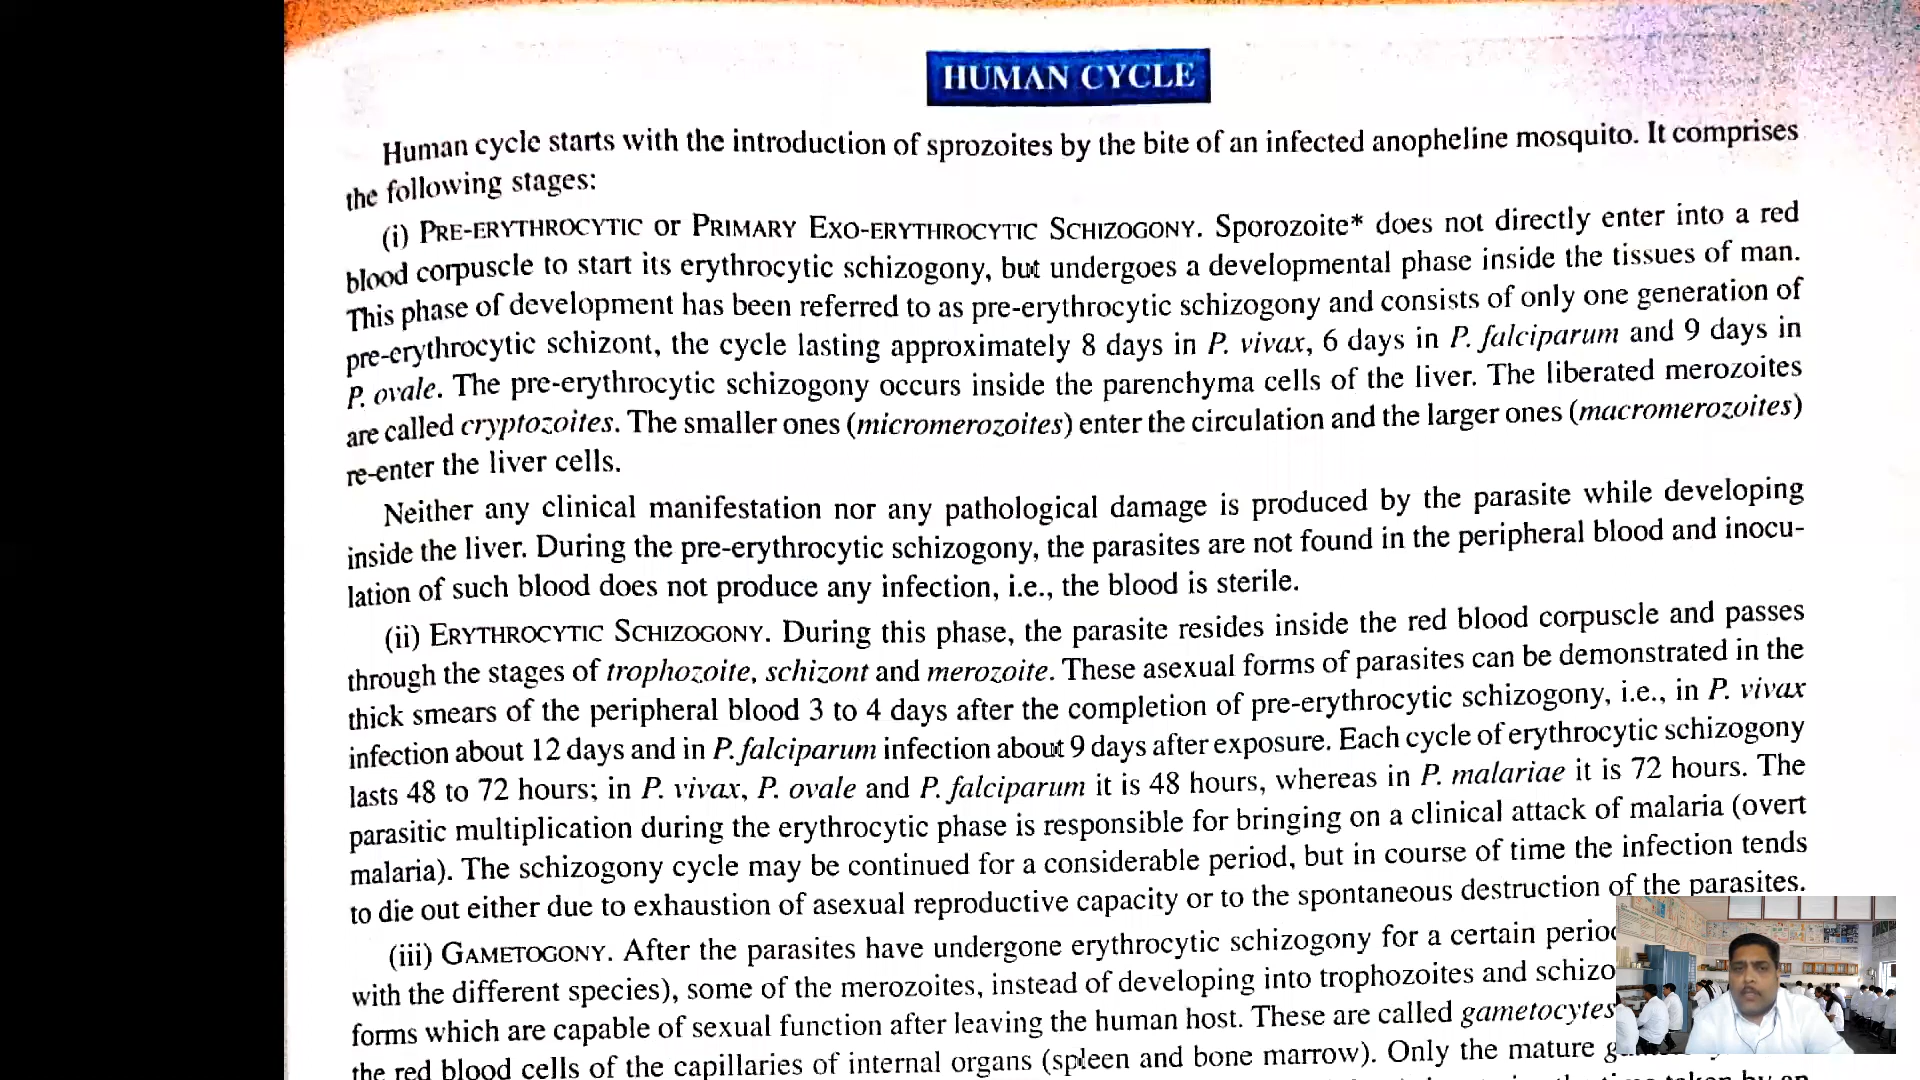 HUMAN CYCLE
Human cycle starts with the introduction of sprozoites by the bite of an infected anopheline mosquito. It comprises
the following stages:
(i) PRE-ERYTHROCYTIC or PRIMARY EXO-ERYTHROCYTIC SCHIZOGONY. Sporozoite* does not directly enter into a red
blood corpuscle to start its erythrocytic schizogony, but undergoes a developmental phase inside the tissues of man.
This phase of development has been referred to as pre-erythrocytic schizogony and consists of only one generation of
pre-erythrocytic schizont, the cycle lasting approximately 8 days in P. vivax, 6 days in P. falciparum and 9 days in
P. ovale. The pre-erythrocytic schizogony occurs inside the parenchyma cells of the liver. The liberated merozoites
are called cryptozoites. The smaller ones (micromerozoites) enter the circulation and the larger ones (macromerozoites)
re-enter the liver cells.
Neither any clinical manifestation nor any pathological damage is produced by the parasite while developing
inside the liver. During the pre-erythrocytic schizogony, the parasites are not found in the peripheral blood and inocu-
lation of such blood does not produce any infection, i.e., the blood is sterile.
(ii) ERYTHROCYTIC SCHIZOGONY. During this phase, the parasite resides inside the red blood corpuscle and passes
through the stages of trophozoite, schizont and merozoite. These asexual forms of parasites can be demonstrated in the
thick smears of the peripheral blood 3 to 4 days after the completion of pre-erythrocytic schizogony, i.e., in P. vivax
infection about 12 days and in P. falciparum infection about 9 days after exposure. Each cycle of erythrocytic schizogony
lasts 48 to 72 hours; in P. vivax, P. ovale and P. falciparum it is 48 hours, whereas in P. malariae it is 72 hours. The
parasitic multiplication during the erythrocytic phase is responsible for bringing on a clinical attack of malaria (overt
malaria). The schizogony cycle may be continued for a considerable period, but in course of time the infection tends
to die out either due to exhaustion of asexual reproductive capacity or to the spontaneous destruction of the parasites.
(iii) GAMETOGONY. After the parasites have undergone erythrocytic schizogony for a certain
with the different species), some of the merozoites, instead of developing into trophozoites and
forms which are capable of sexual function after leaving the human host. These are called gametocytes
the red blood cells of the capillaries of internal organs (spleen and bone marrow). Only the mature